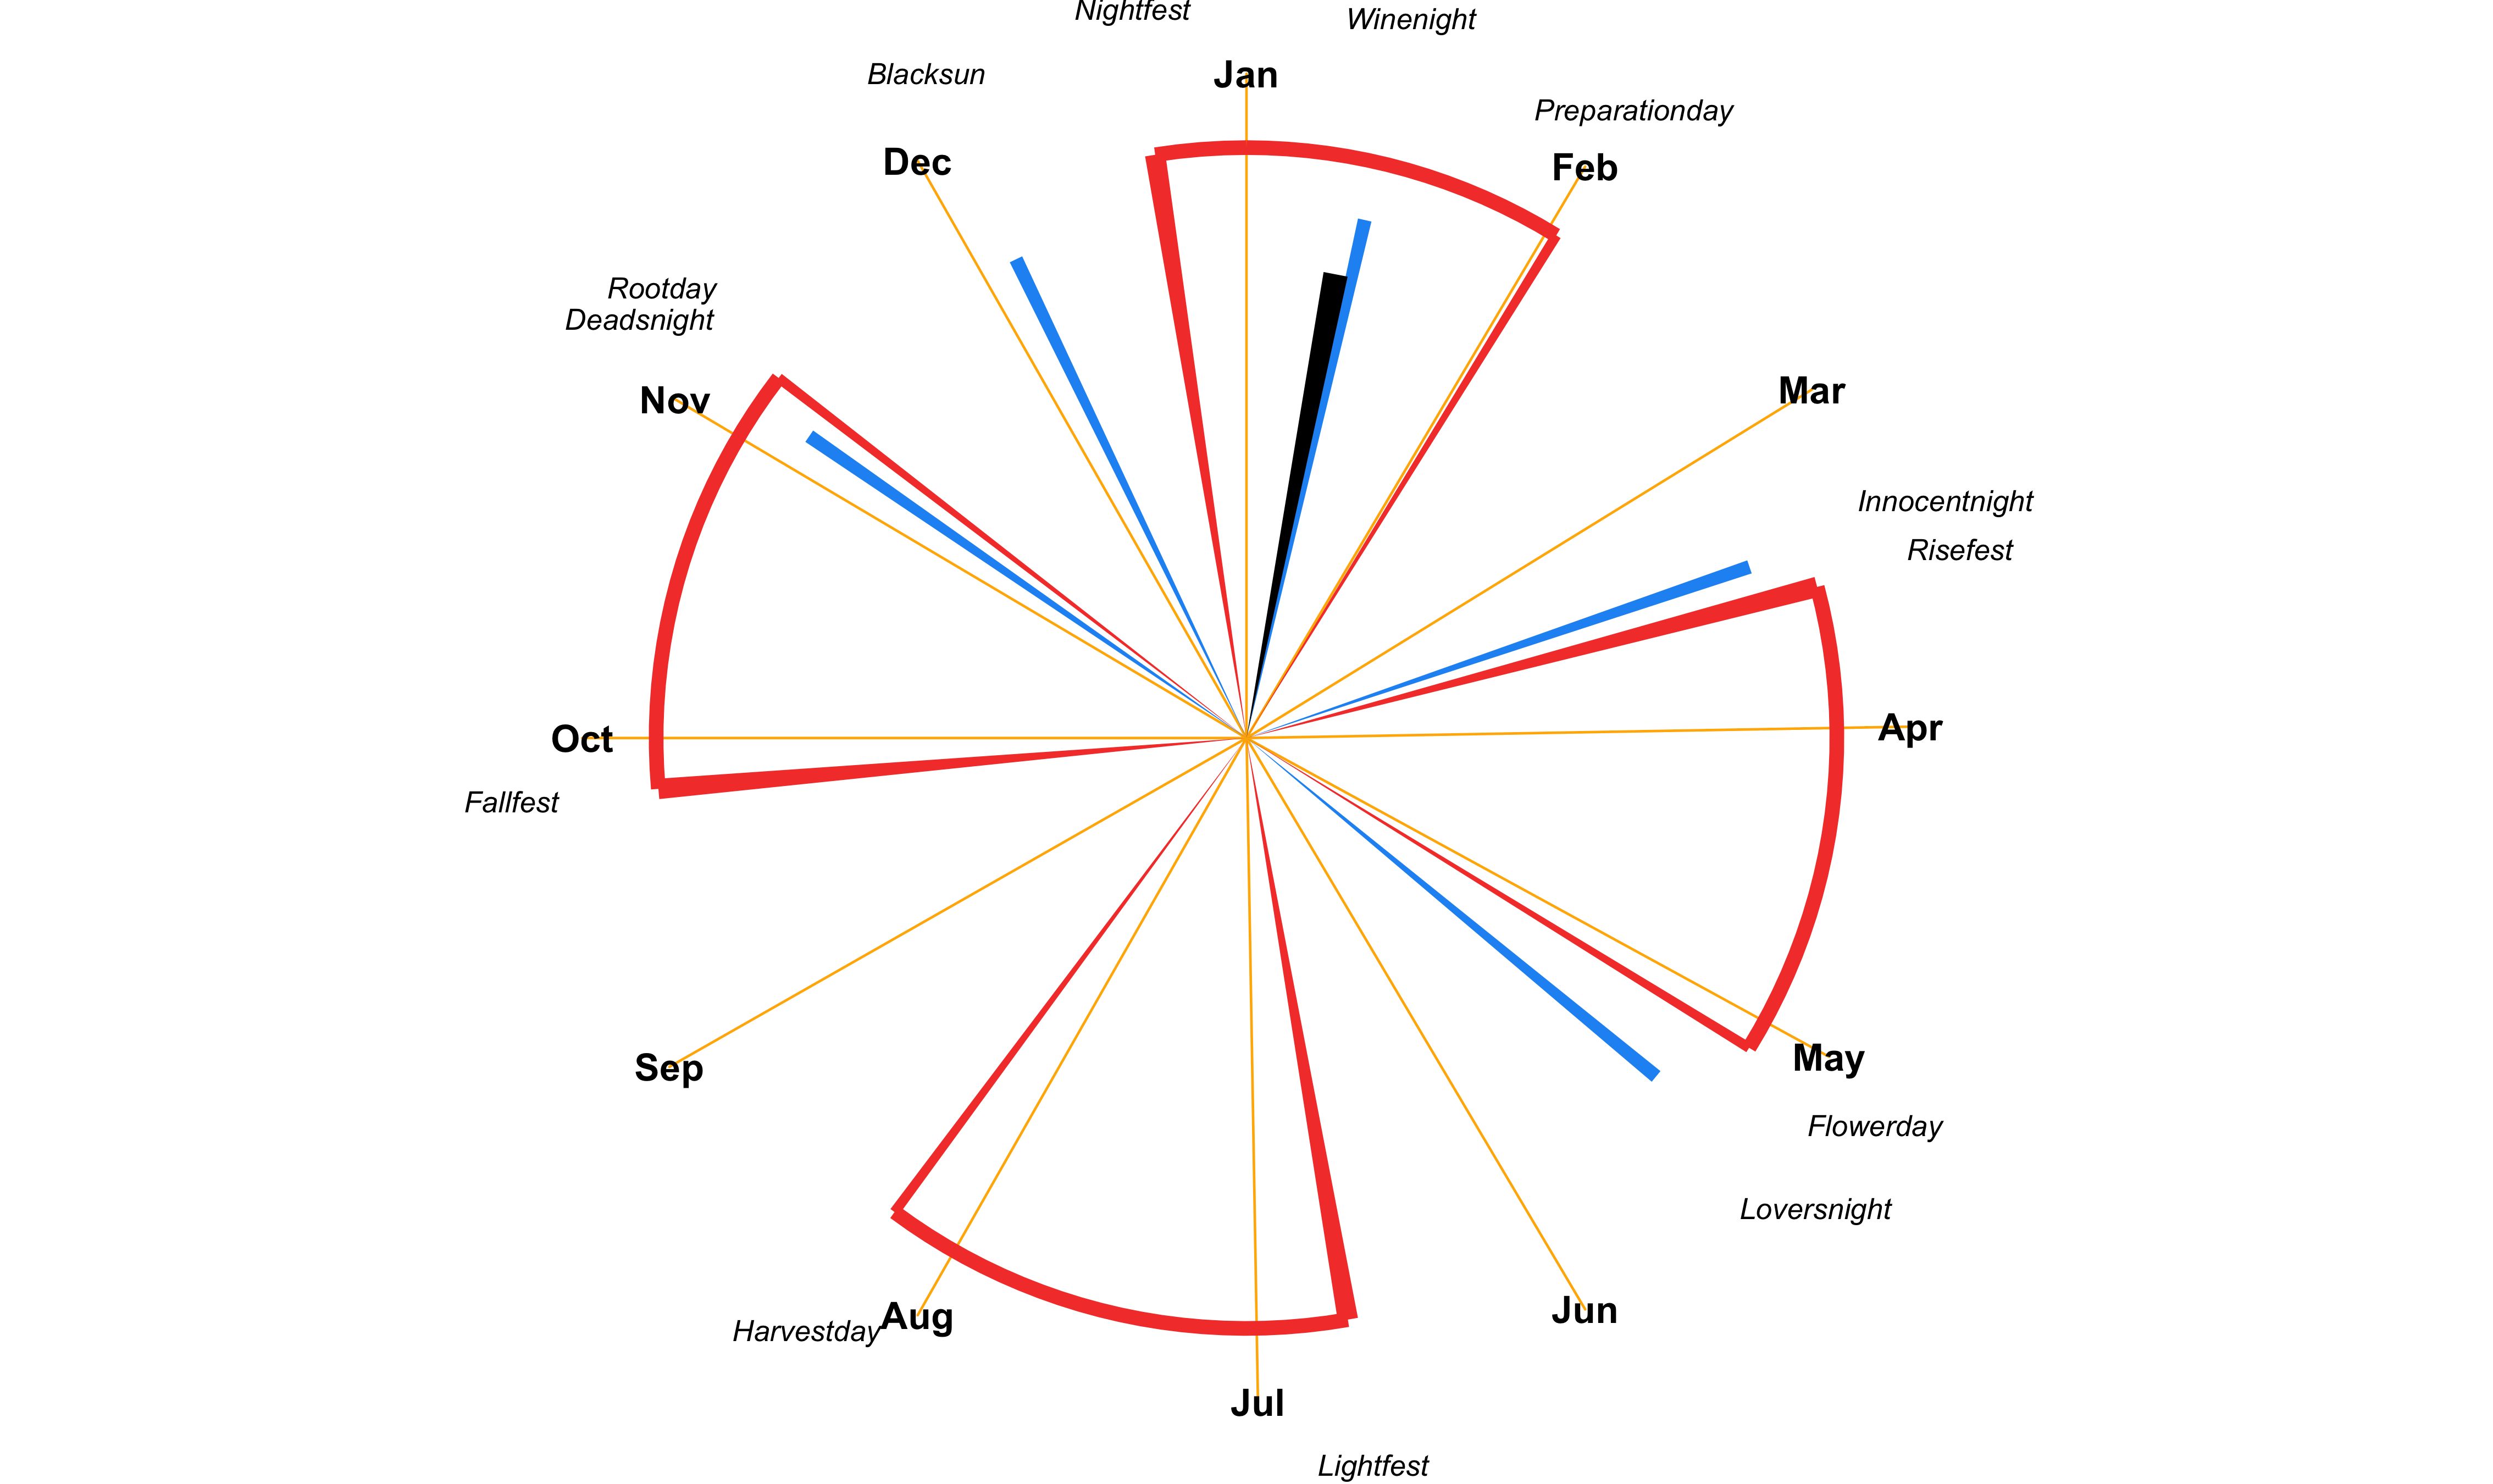 Nightfest
Winenight
Blacksun
Jan
Preparationday
Dec
Feb
Rootday
Deadsnight
Nov
Mar
Innocentnight
Risefest
Oct
Apr
Fallfest
Sep
May
Flowerday
Loversnight
Harvestday
Aug
Jun
Jul
Lightfest